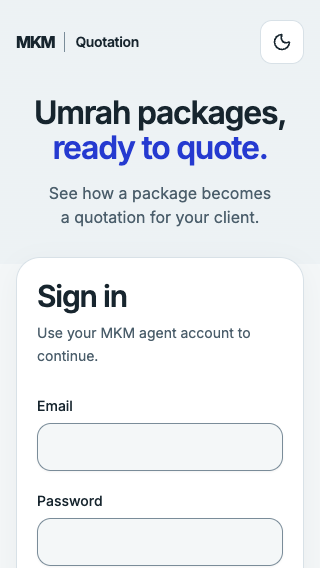 MKM | Quotation
Umrah packages,
ready to quote.
See how a package becomes
a quotation for your client.
Sign in
Use your MKM agent account to
continue.
Email
Password